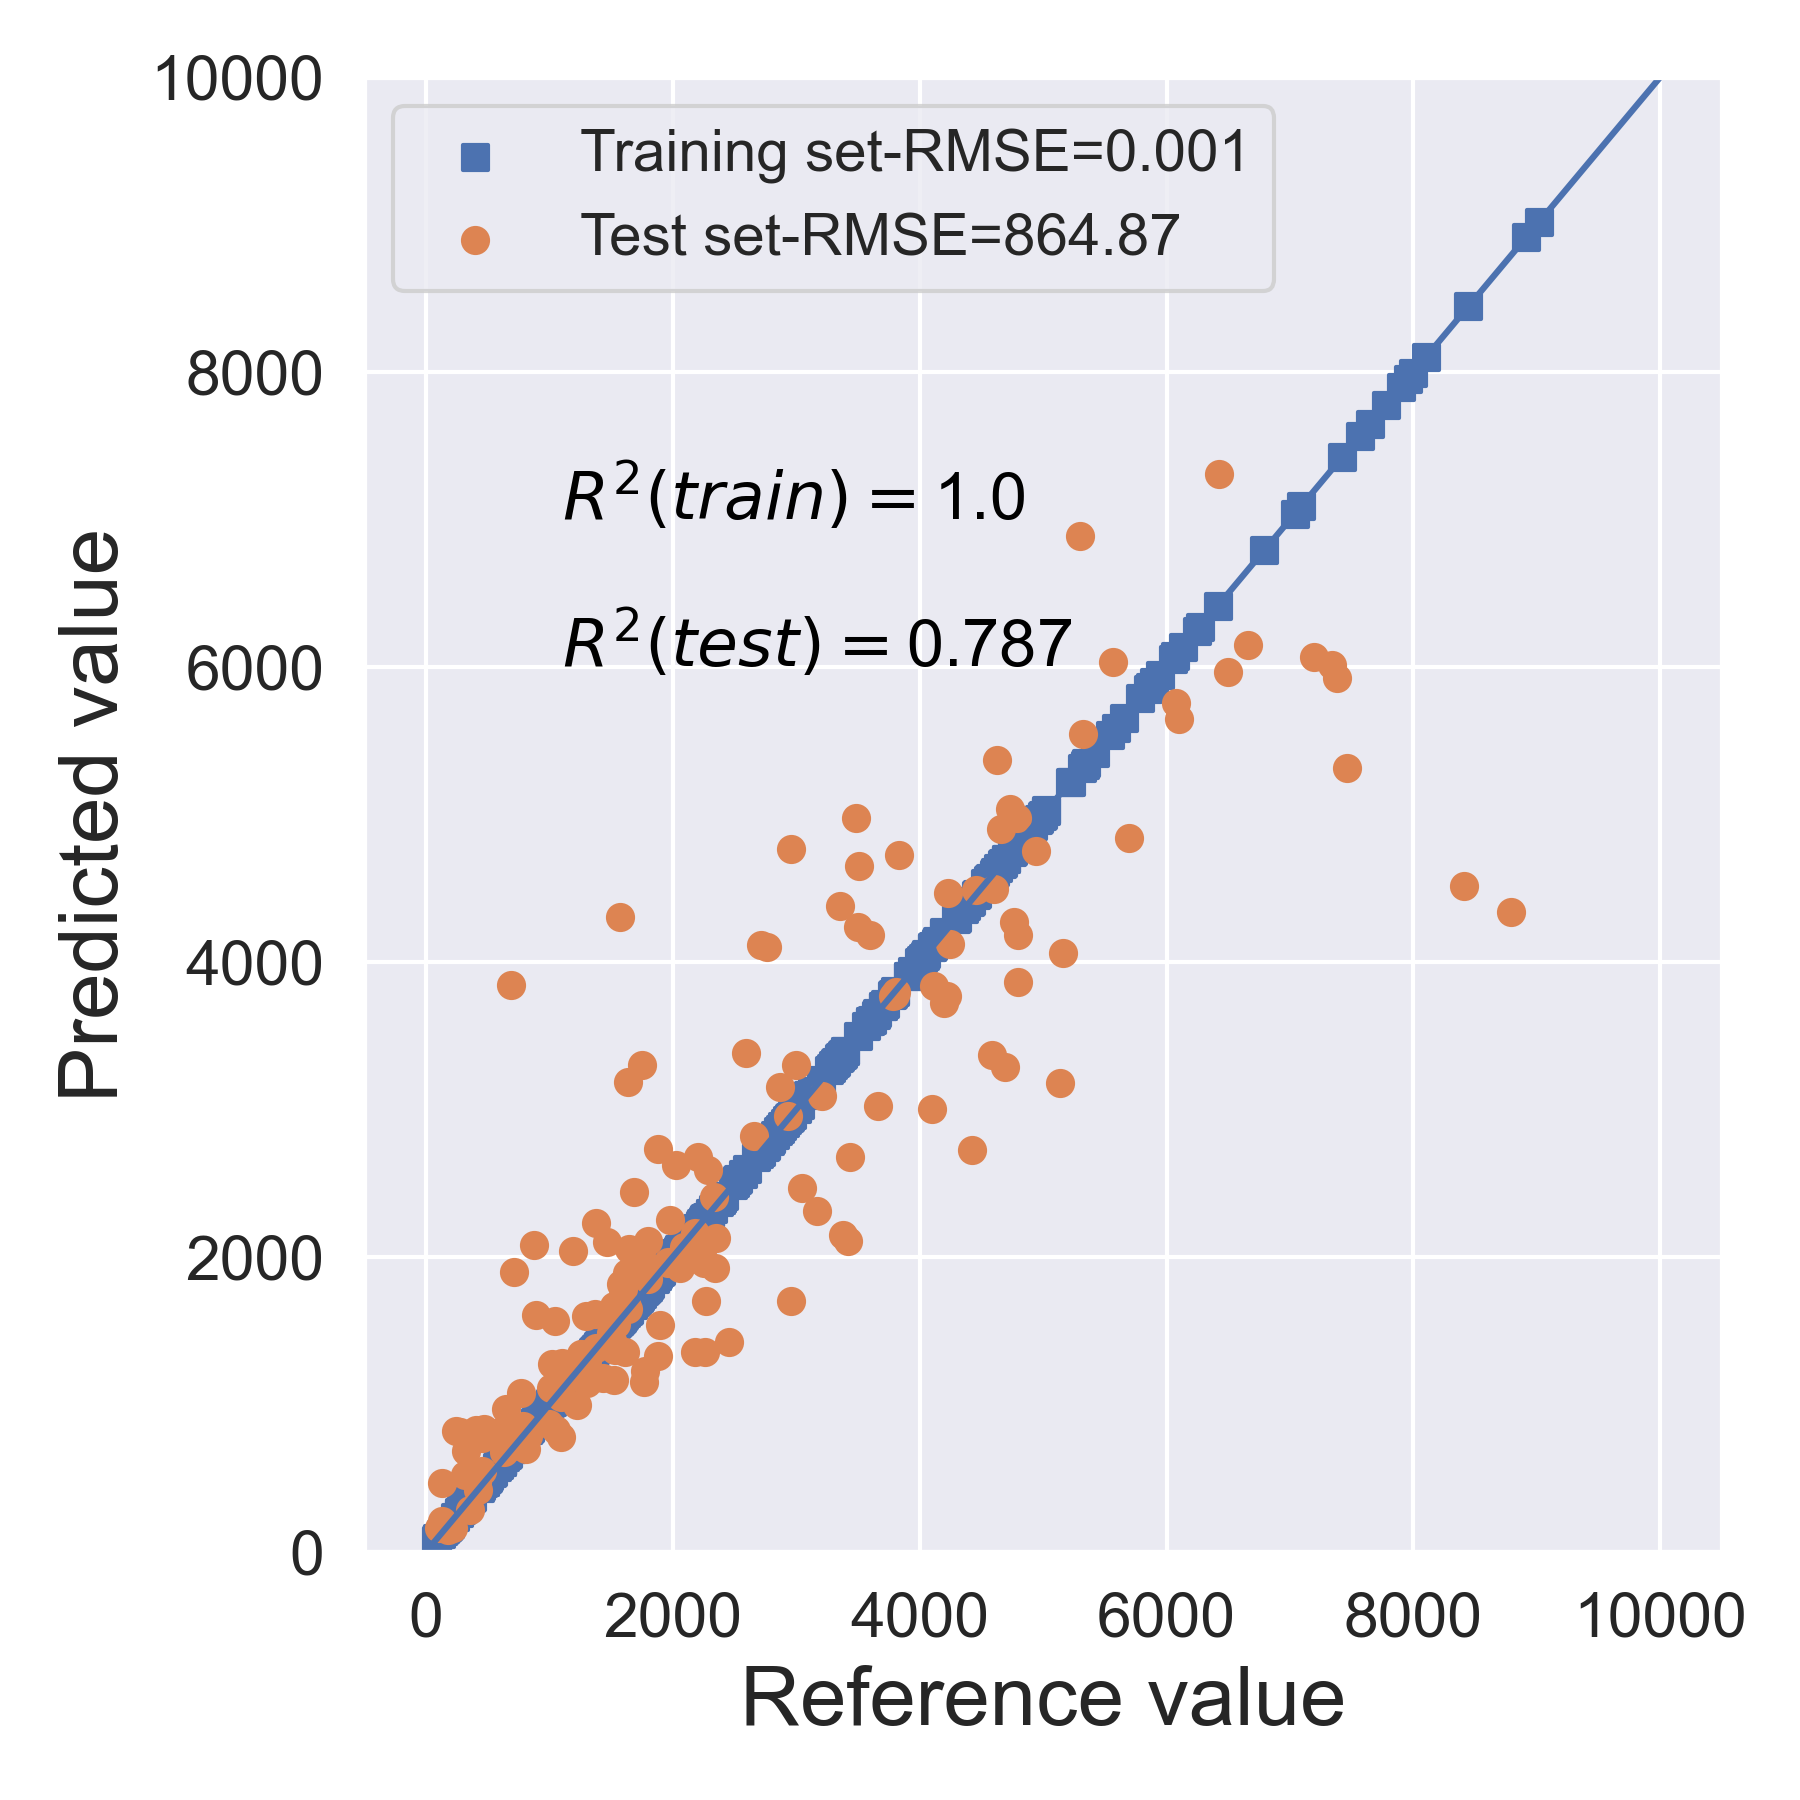 10000
8000
6000
4000
2000
0
Predicted value
Training set-RMSE=0.001
Test set-RMSE=864.87
R²(train) = 1.0
R²(test) = 0.787
0 2000 4000 6000 8000 10000
Reference value